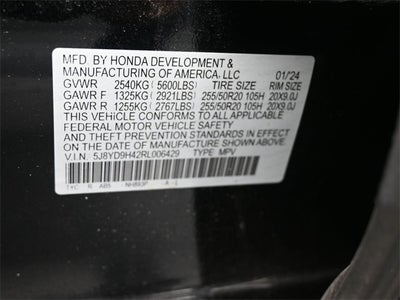 MFD. BY HONDA DEVELOPMENT & 01/24
MANUFACTURING OF AMERICA, LLC
GVWR 2540KG (5600LBS) TIRE SIZE RIM SIZE
GAWR F 1325KG (2921LBS) 255/50R20 105H 20X9.0J
GAWR R 1255KG (2767LBS) 255/50R20 105H 20X9.0J
THIS VEHICLE CONFORMS TO ALL APPLICABLE
FEDERAL MOTOR VEHICLE SAFETY, BUMPER,
AND THEFT PREVENTION STANDARDS IN EFFECT
ON THE DATE OF MANUFACTURE SHOWN ABOVE.
V.I.N. 5J8YD9H42RL006429 TYPE MPV
TYC R AB5 A -